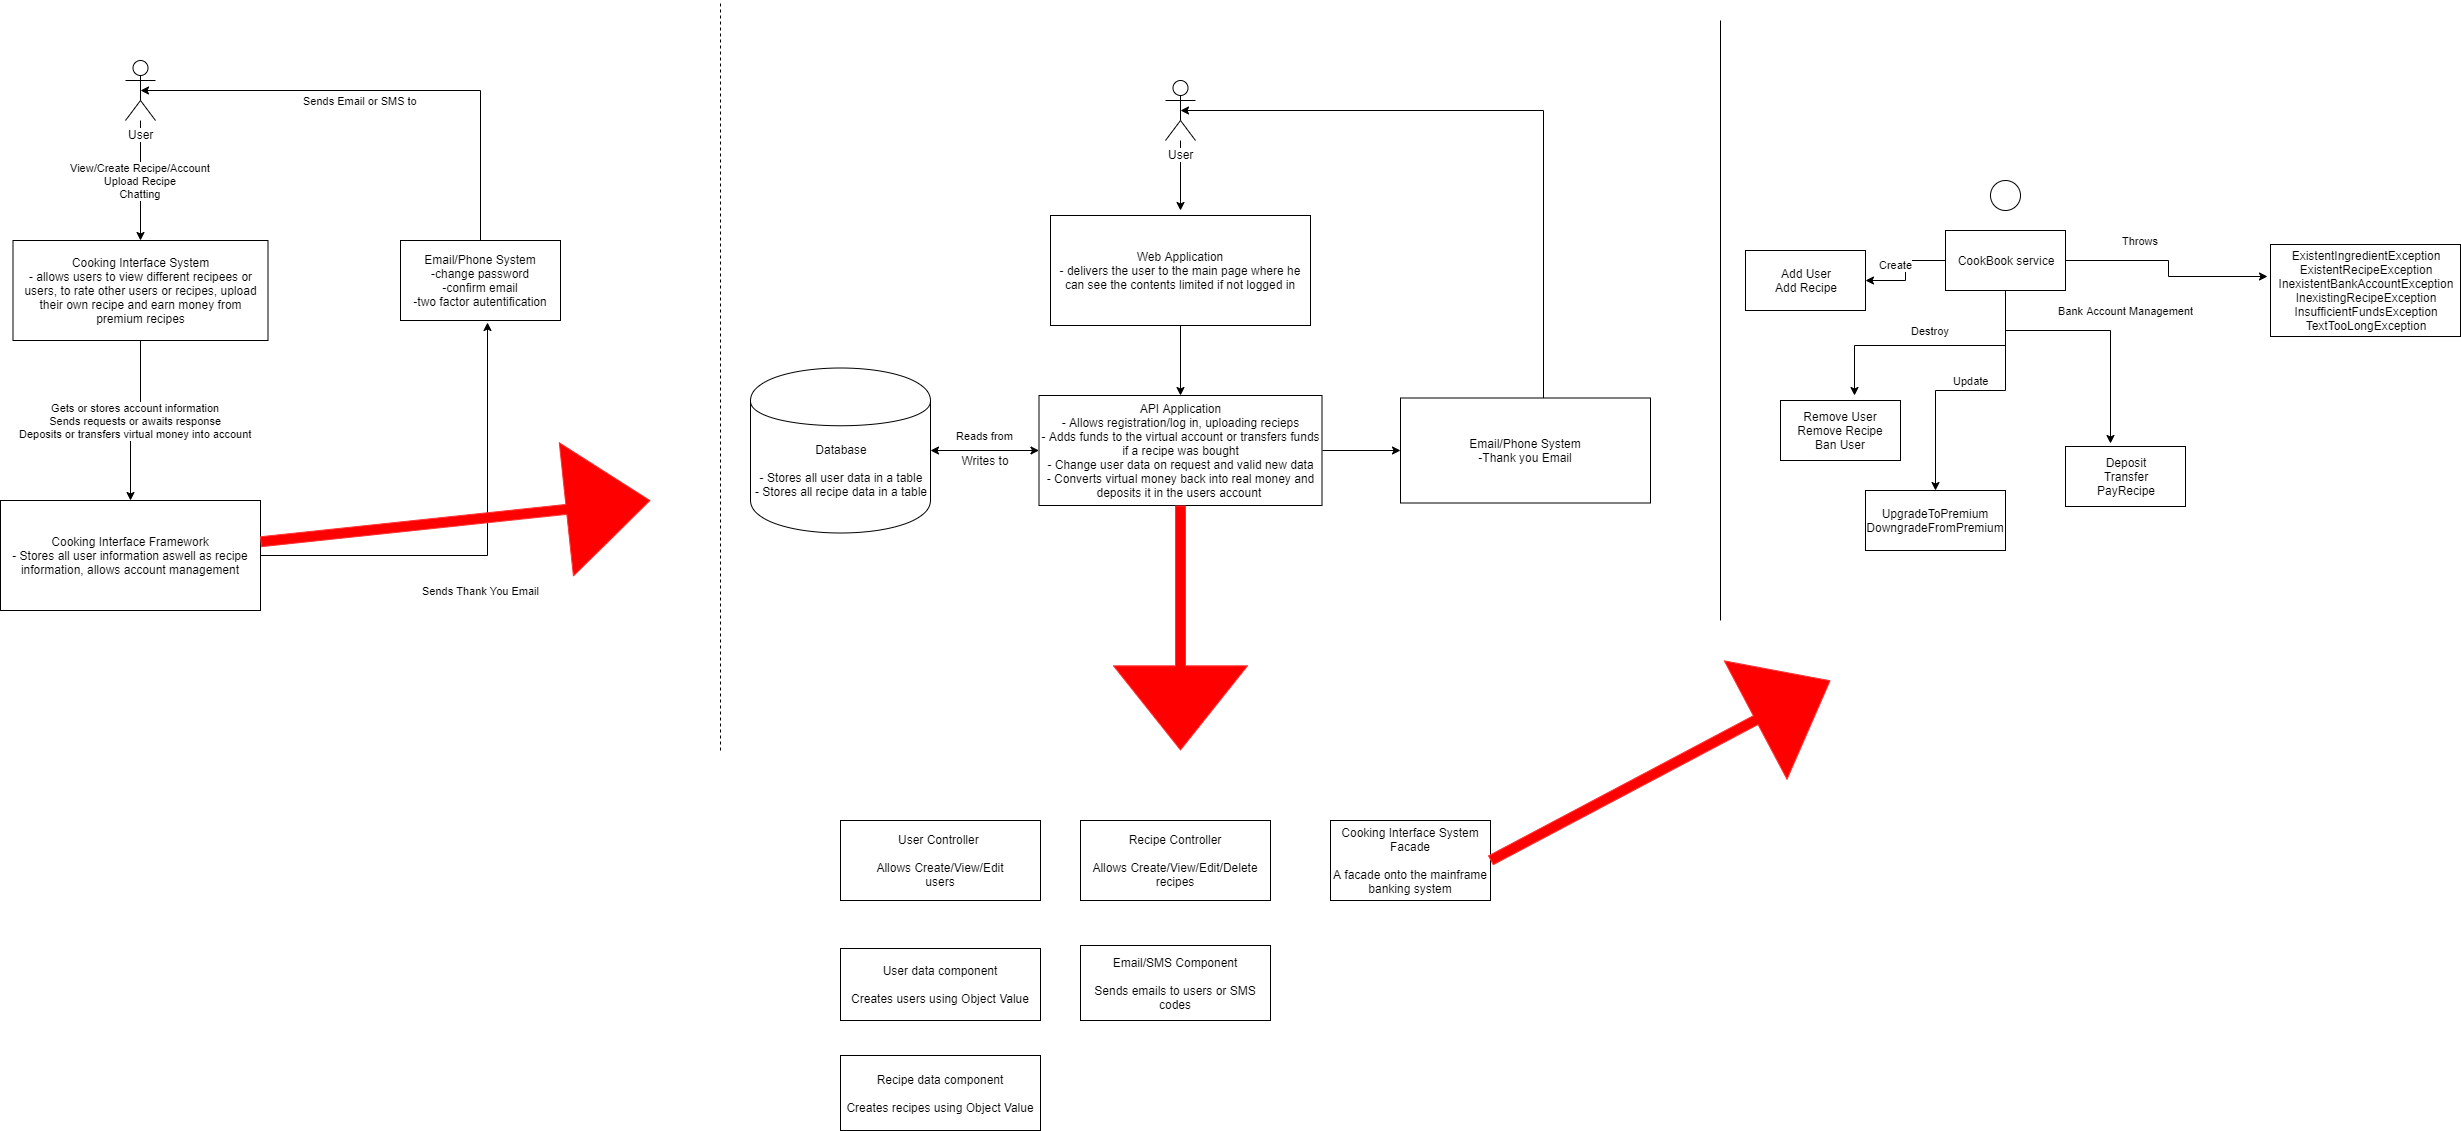 User
Sends Email or SMS to
View/Create Recipe/Account
Upload Recipe
Chatting
Cooking Interface System
- allows users to view different recipees or
users, to rate other users or recipes, upload
their own recipe and earn money from
premium recipes
Email/Phone System
-change password
-confirm email
-two factor autentification
Gets or stores account information
Sends requests or awaits response
Deposits or transfers virtual money into account
Cooking Interface Framework
- Stores all user information aswell as recipe
information, allows account management
Sends Thank You Email
User
Web Application
- delivers the user to the main page where he
can see the contents limited if not logged in
Database
- Stores all user data in a table
- Stores all recipe data in a table
Reads from
Writes to
API Application
- Allows registration/log in, uploading recieps
- Adds funds to the virtual account or transfers funds
if a recipe was bought
- Change user data on request and valid new data
- Converts virtual money back into real money and
deposits it in the users account
Email/Phone System
-Thank you Email
User Controller
Allows Create/View/Edit
users
Recipe Controller
Allows Create/View/Edit/Delete
recipes
Cooking Interface System
Facade
A facade onto the mainframe
banking system
User data component
Creates users using Object Value
Email/SMS Component
Sends emails to users or SMS
codes
Recipe data component
Creates recipes using Object Value
CookBook service
Create
Add User
Add Recipe
Throws
ExistentIngredientException
ExistentRecipeException
InexistentBankAccountException
InexistingRecipeException
InsufficientFundsException
TextTooLongException
Bank Account Management
Destroy
Update
Remove User
Remove Recipe
Ban User
Deposit
Transfer
PayRecipe
UpgradeToPremium
DowngradeFromPremium